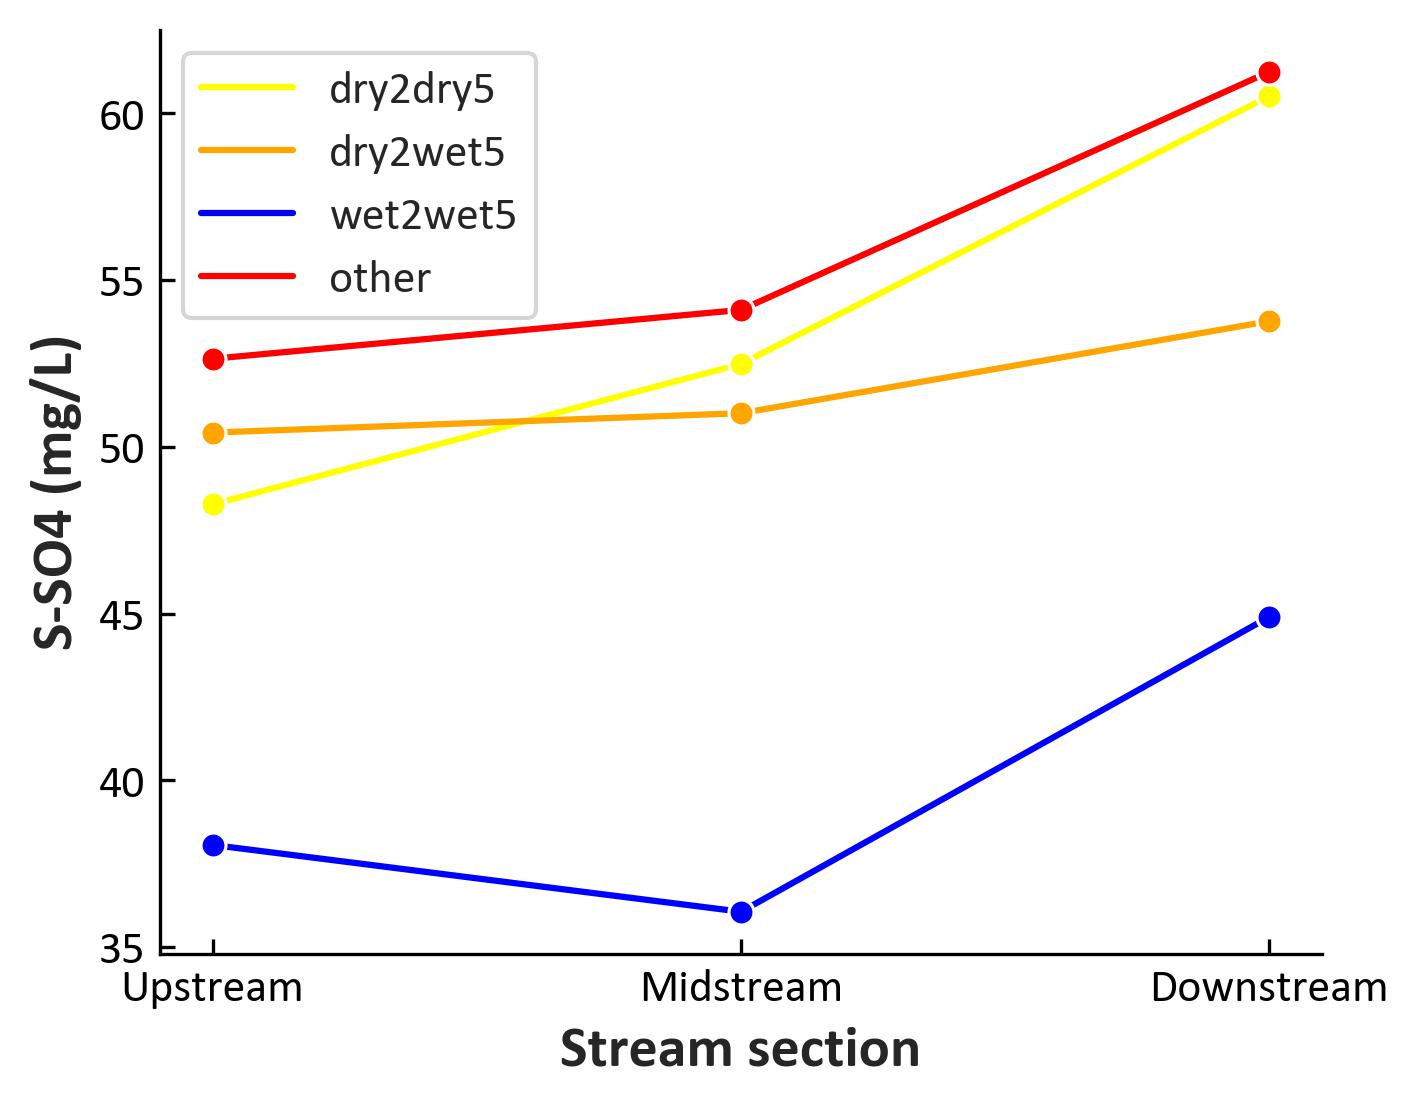 dry2dry5
dry2wet5
wet2wet5
other
60
55
50
45
40
35
S-SO4 (mg/L)
Upstream Midstream Downstream
Stream section